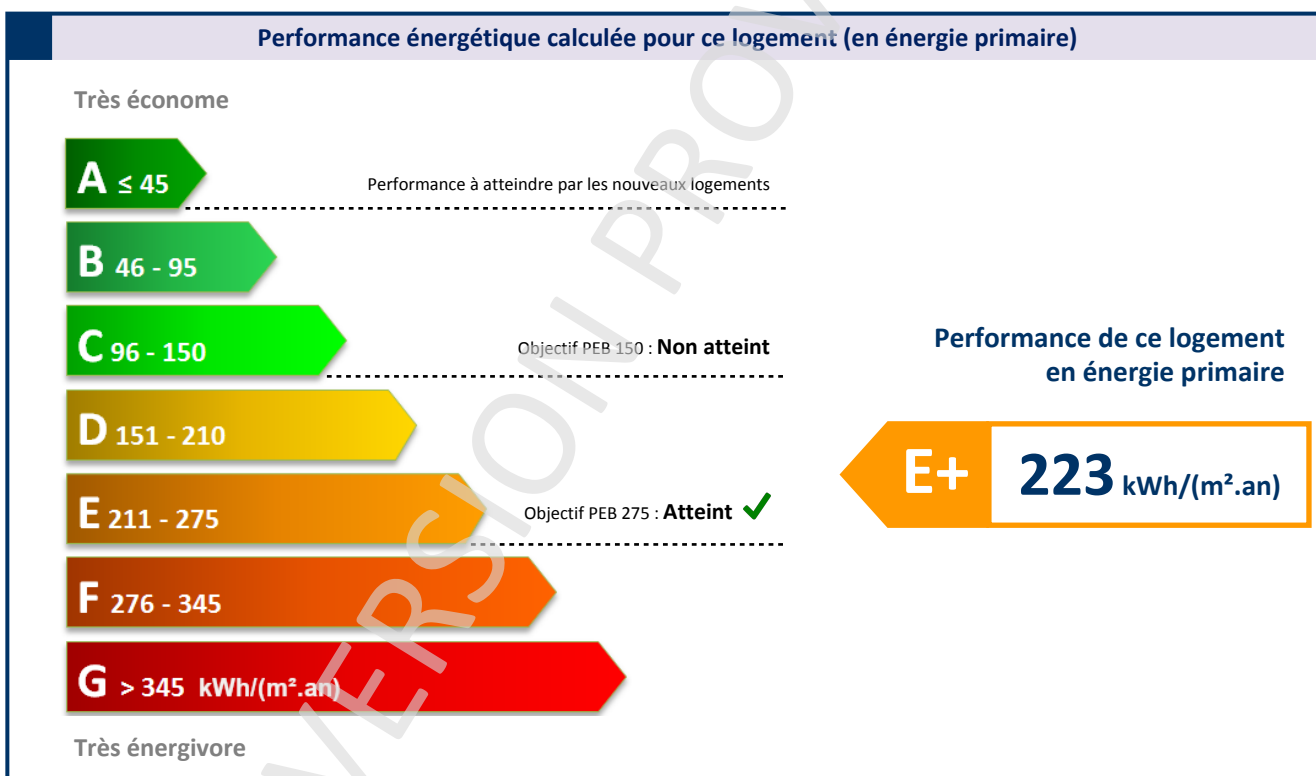 Performance énergétique calculée pour ce logement (en énergie primaire)
Très économe
A ≤ 45
Performance à atteindre par les nouveaux logements
B 46 - 95
C 96 - 150
Objectif PEB 150 : Non atteint
D 151 - 210
E 211 - 275
Objectif PEB 275 : Atteint ✓
F 276 - 345
G > 345 kWh/(m².an)
Très énergivore
Performance de ce logement
en énergie primaire
E+ 223 kWh/(m².an)
VERSION PROV